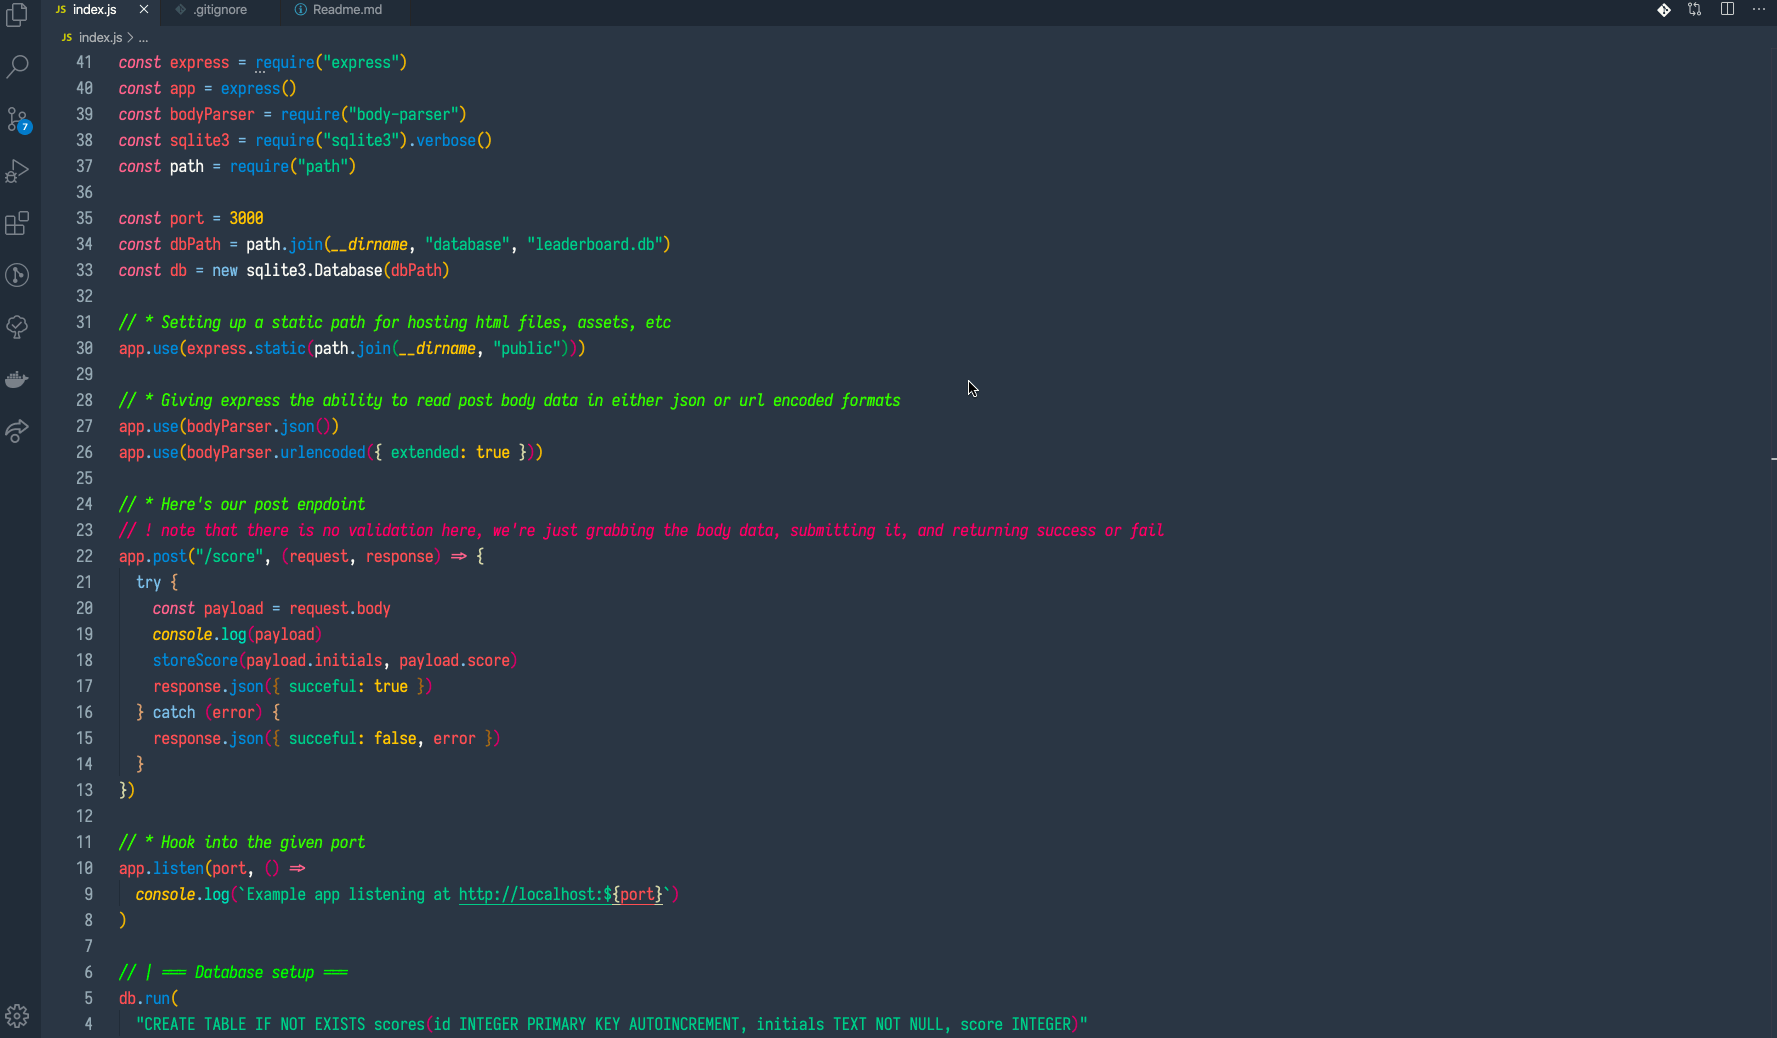 JS index.js × .gitignore Readme.md
JS index.js > ...
41 const express = require("express")
40 const app = express()
39 const bodyParser = require("body-parser")
38 const sqlite3 = require("sqlite3").verbose()
37 const path = require("path")
36
35 const port = 3000
34 const dbPath = path.join(__dirname, "database", "leaderboard.db")
33 const db = new sqlite3.Database(dbPath)
32
31 // * Setting up a static path for hosting html files, assets, etc
30 app.use(express.static(path.join(__dirname, "public")))
29
28 // * Giving express the ability to read post body data in either json or url encoded formats
27 app.use(bodyParser.json())
26 app.use(bodyParser.urlencoded({ extended: true }))
25
24 // * Here's our post enpdoint
23 // ! note that there is no validation here, we're just grabbing the body data, submitting it, and returning success or fail
22 app.post("/score", (request, response) => {
21 try {
20 const payload = request.body
19 console.log(payload)
18 storeScore(payload.initials, payload.score)
17 response.json({ succeful: true })
16 } catch (error) {
15 response.json({ succeful: false, error })
14 }
13 })
12
11 // * Hook into the given port
10 app.listen(port, () =>
9 console.log(`Example app listening at http://localhost:${port}`)
8 )
7
6 // | === Database setup ===
5 db.run(
4 "CREATE TABLE IF NOT EXISTS scores(id INTEGER PRIMARY KEY AUTOINCREMENT, initials TEXT NOT NULL, score INTEGER)"
7